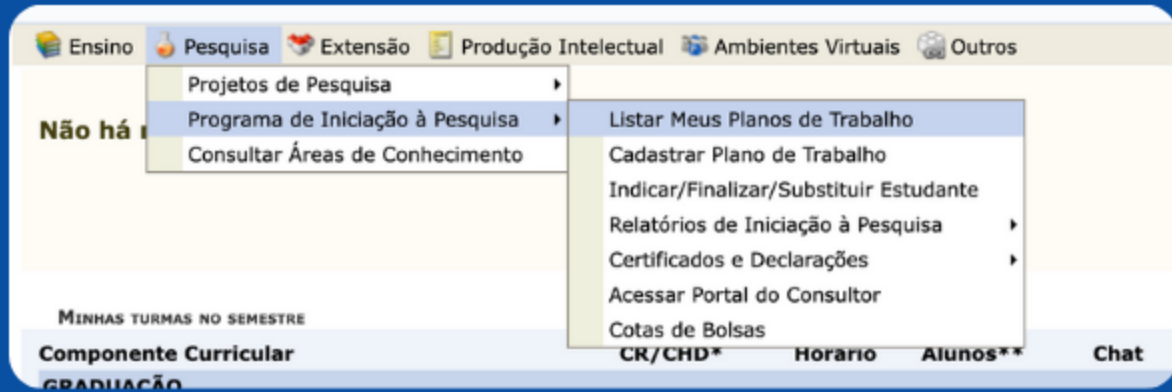 Ensino Pesquisa Extensão Produção Intelectual Ambientes Virtuais Outros
Projetos de Pesquisa
Não há
Programa de Iniciação à Pesquisa
Consultar Áreas de Conhecimento
Listar Meus Planos de Trabalho
Cadastrar Plano de Trabalho
Indicar/Finalizar/Substituir Estudante
Relatórios de Iniciação à Pesquisa
Certificados e Declarações
Acessar Portal do Consultor
Cotas de Bolsas
MINHAS TURMAS NO SEMESTRE
Componente Curricular CR/CHD* Horário Alunos** Chat
GRADUAÇÃO